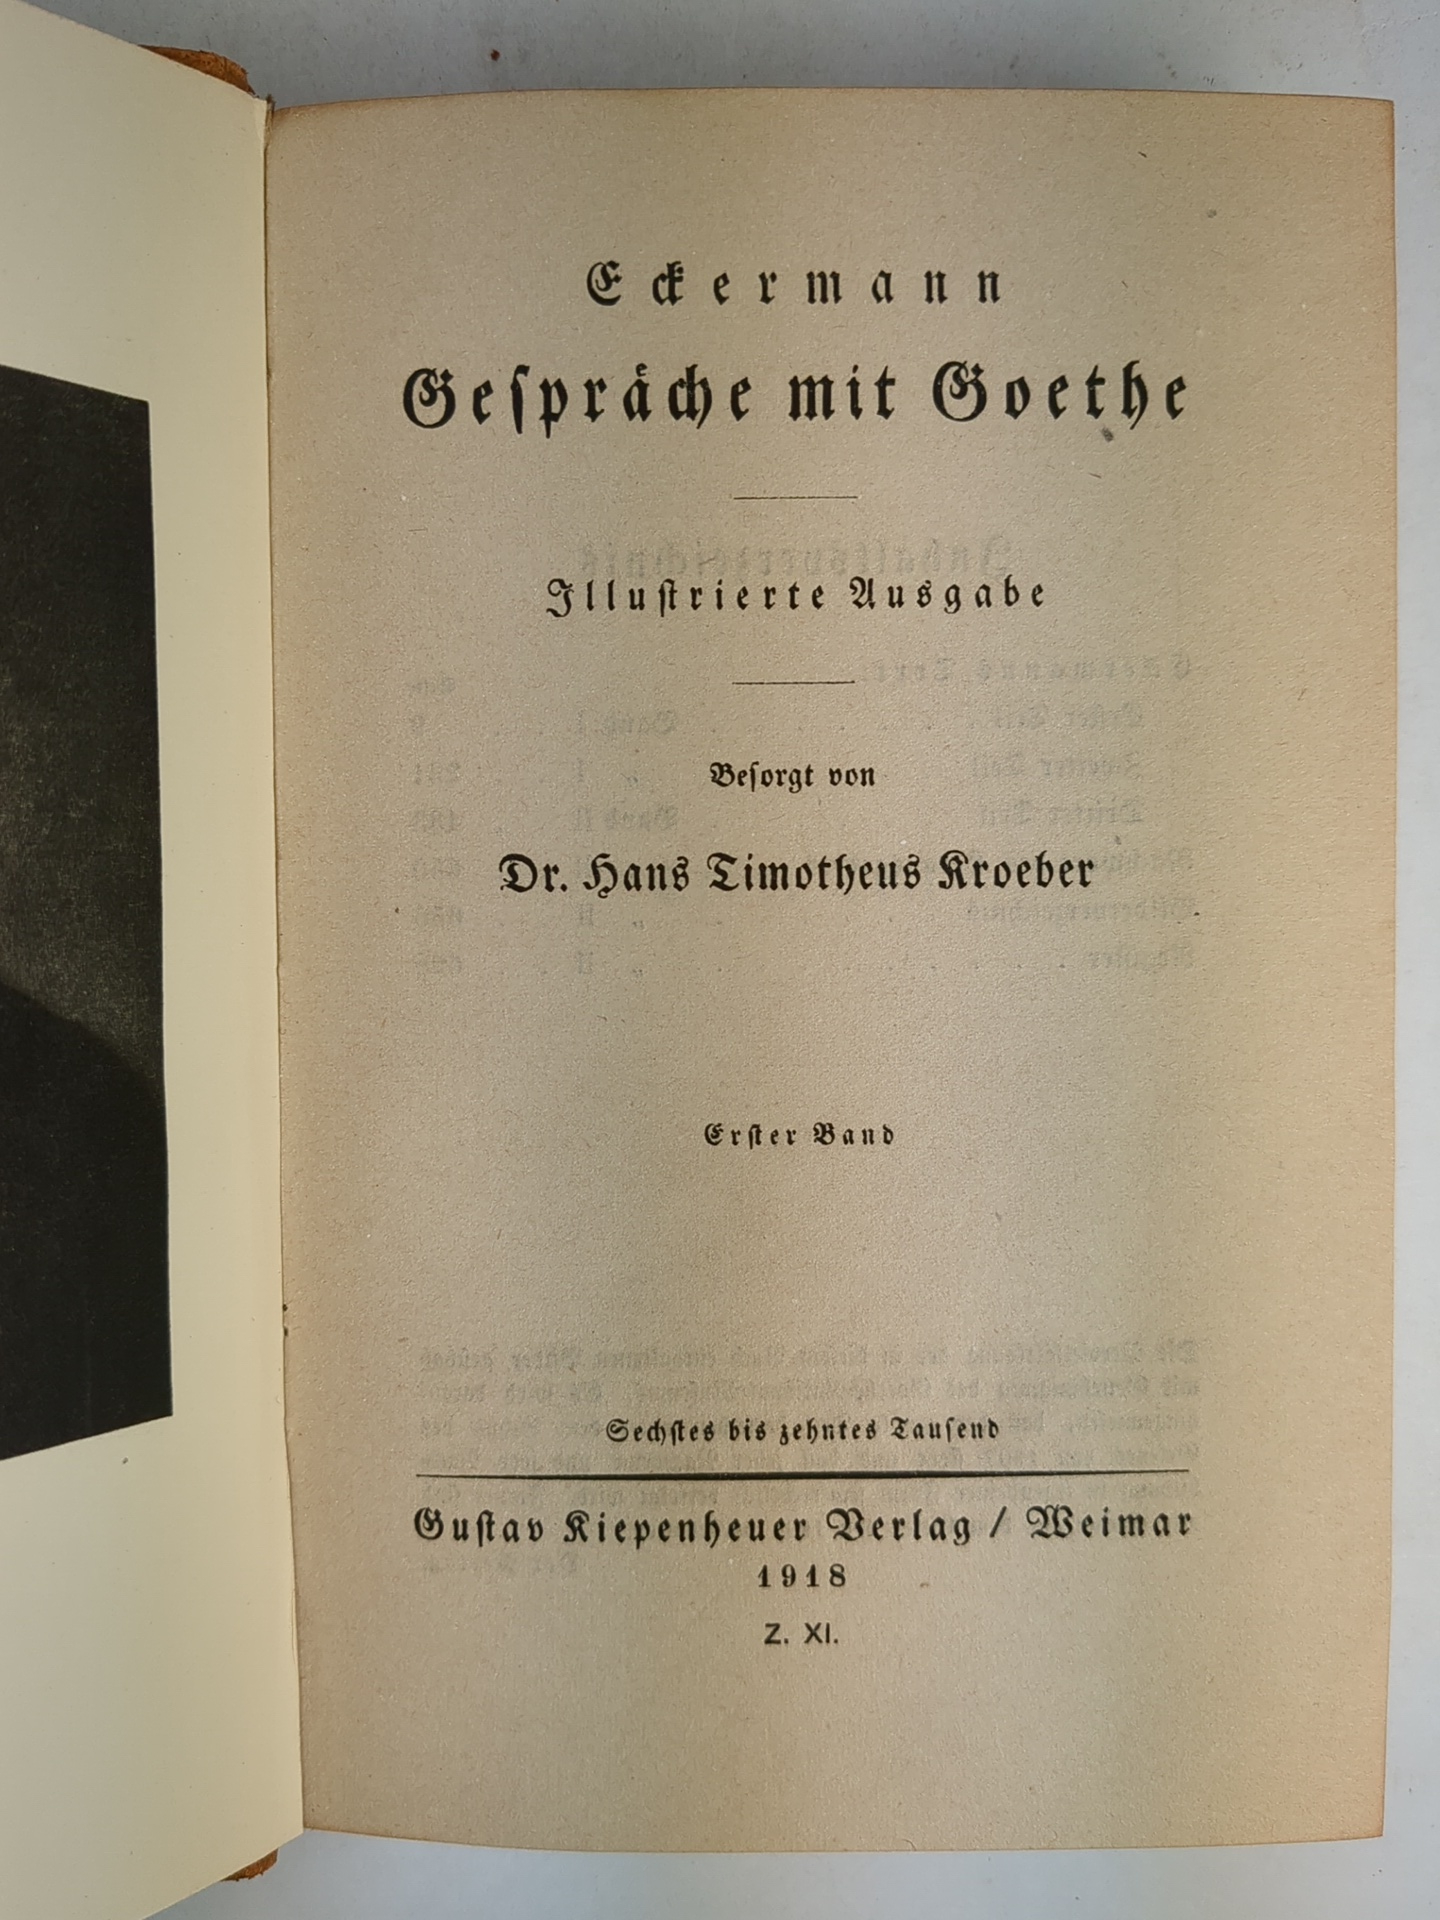 Eckermann
Gespräche mit Goethe
Illustrierte Ausgabe
Besorgt von
Dr. Hans Timotheus Kroeber
Erster Band
Sechstes bis zehntes Tausend
Gustav Kiepenheuer Verlag / Weimar
1918
Z. XI.